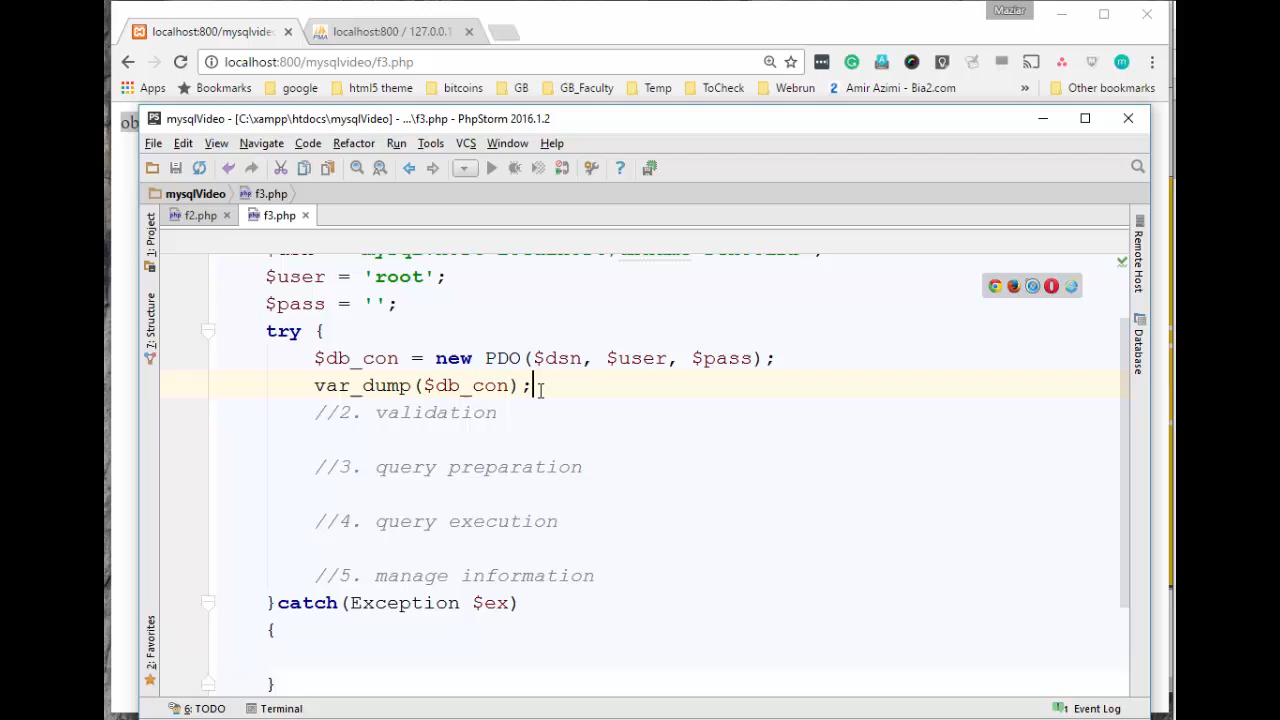 Maziar
localhost:800/mysqlvide
localhost:800 / 127.0.0.1
localhost:800/mysqlvideo/f3.php
Apps Bookmarks google html5 theme bitcoins GB GB_Faculty Temp ToCheck Webrun 2 Amir Azimi - Bia2.com » Other bookmarks
ob
mysqlVideo - [C:\xampp\htdocs\mysqlVideo] - ...\f3.php - PhpStorm 2016.1.2
File Edit View Navigate Code Refactor Run Tools VCS Window Help
mysqlVideo f3.php
f2.php f3.php
1: Project
7: Structure
2: Favorites
Remote Host
Database
$user = 'root';
$pass = '';
try {
$db_con = new PDO($dsn, $user, $pass);
var_dump($db_con);
//2. validation
//3. query preparation
//4. query execution
//5. manage information
}catch(Exception $ex)
{
}
6: TODO Terminal 1 Event Log